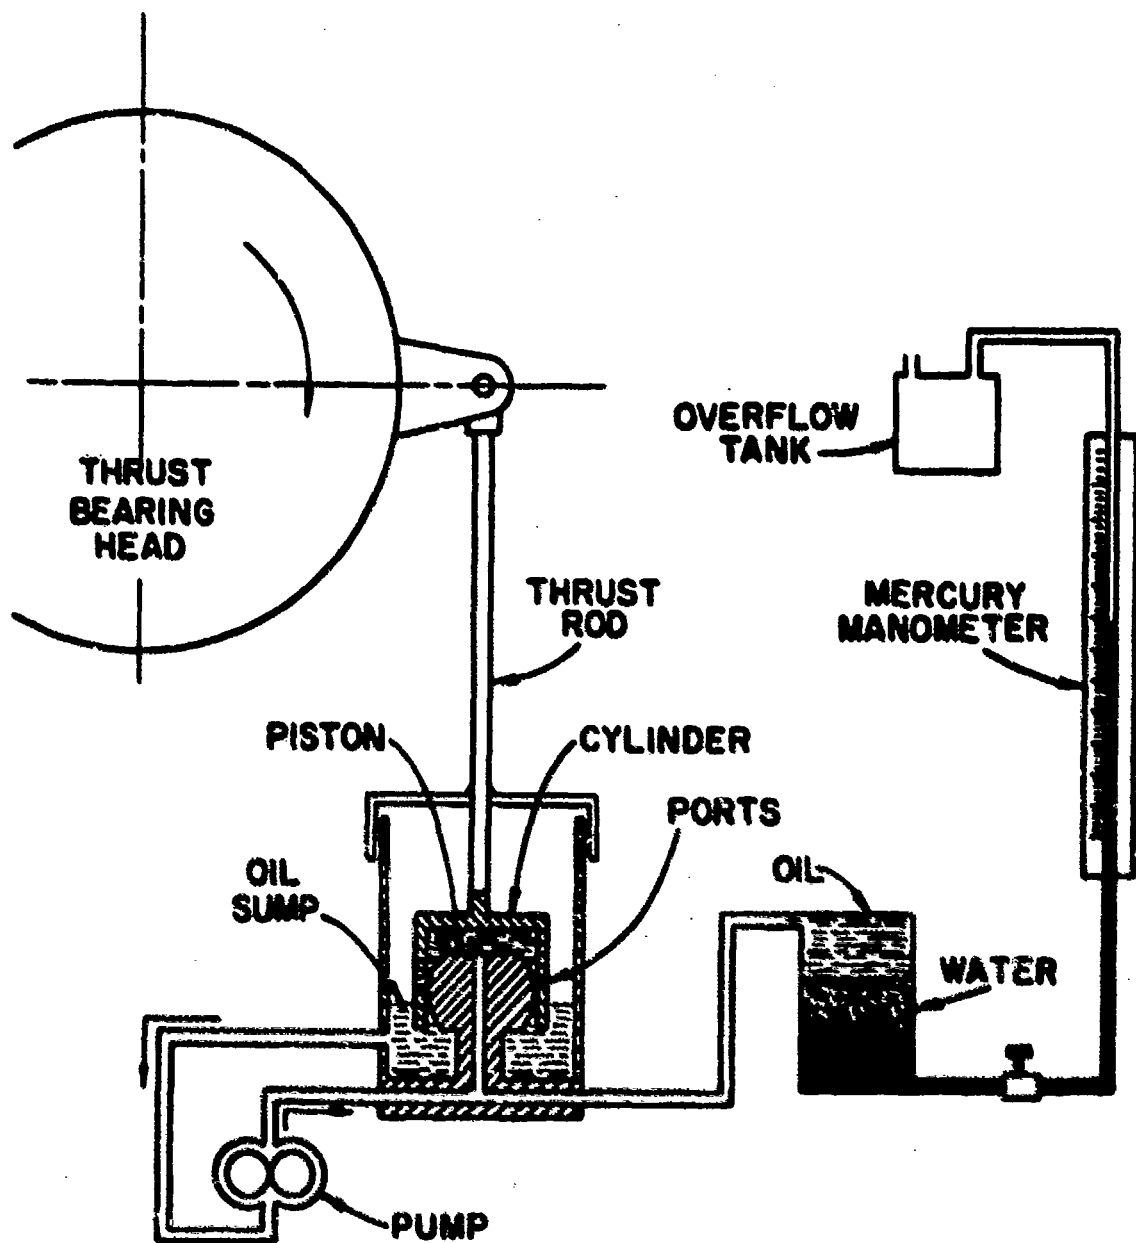 THRUST
BEARING
HEAD
OVERFLOW
TANK
THRUST
ROD
MERCURY
MANOMETER
PISTON
CYLINDER
PORTS
OIL
SUMP
OIL
WATER
PUMP